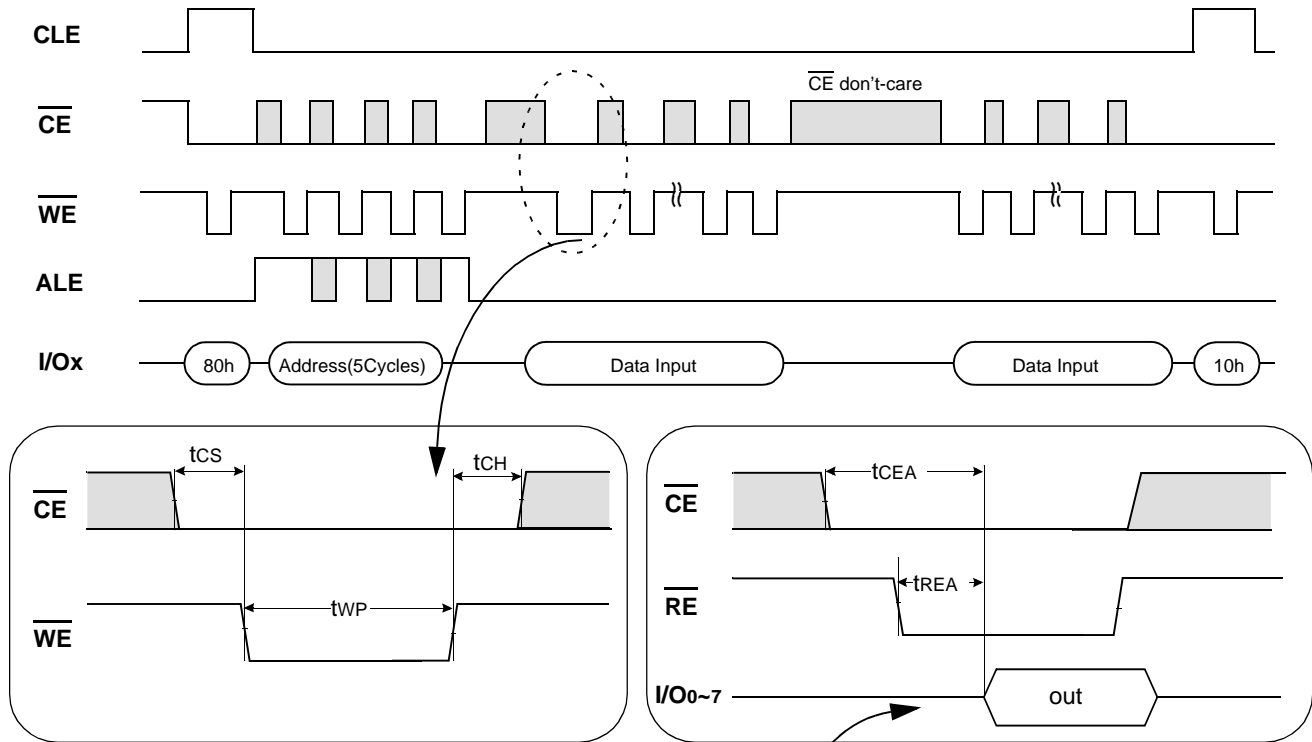 CLE
CE don't-care
CE
WE
ALE
I/Ox
80h
Address(5Cycles)
Data Input
Data Input
10h
tCS
tCH
CE
tWP
WE
tCEA
CE
tREA
RE
I/O0~7
out